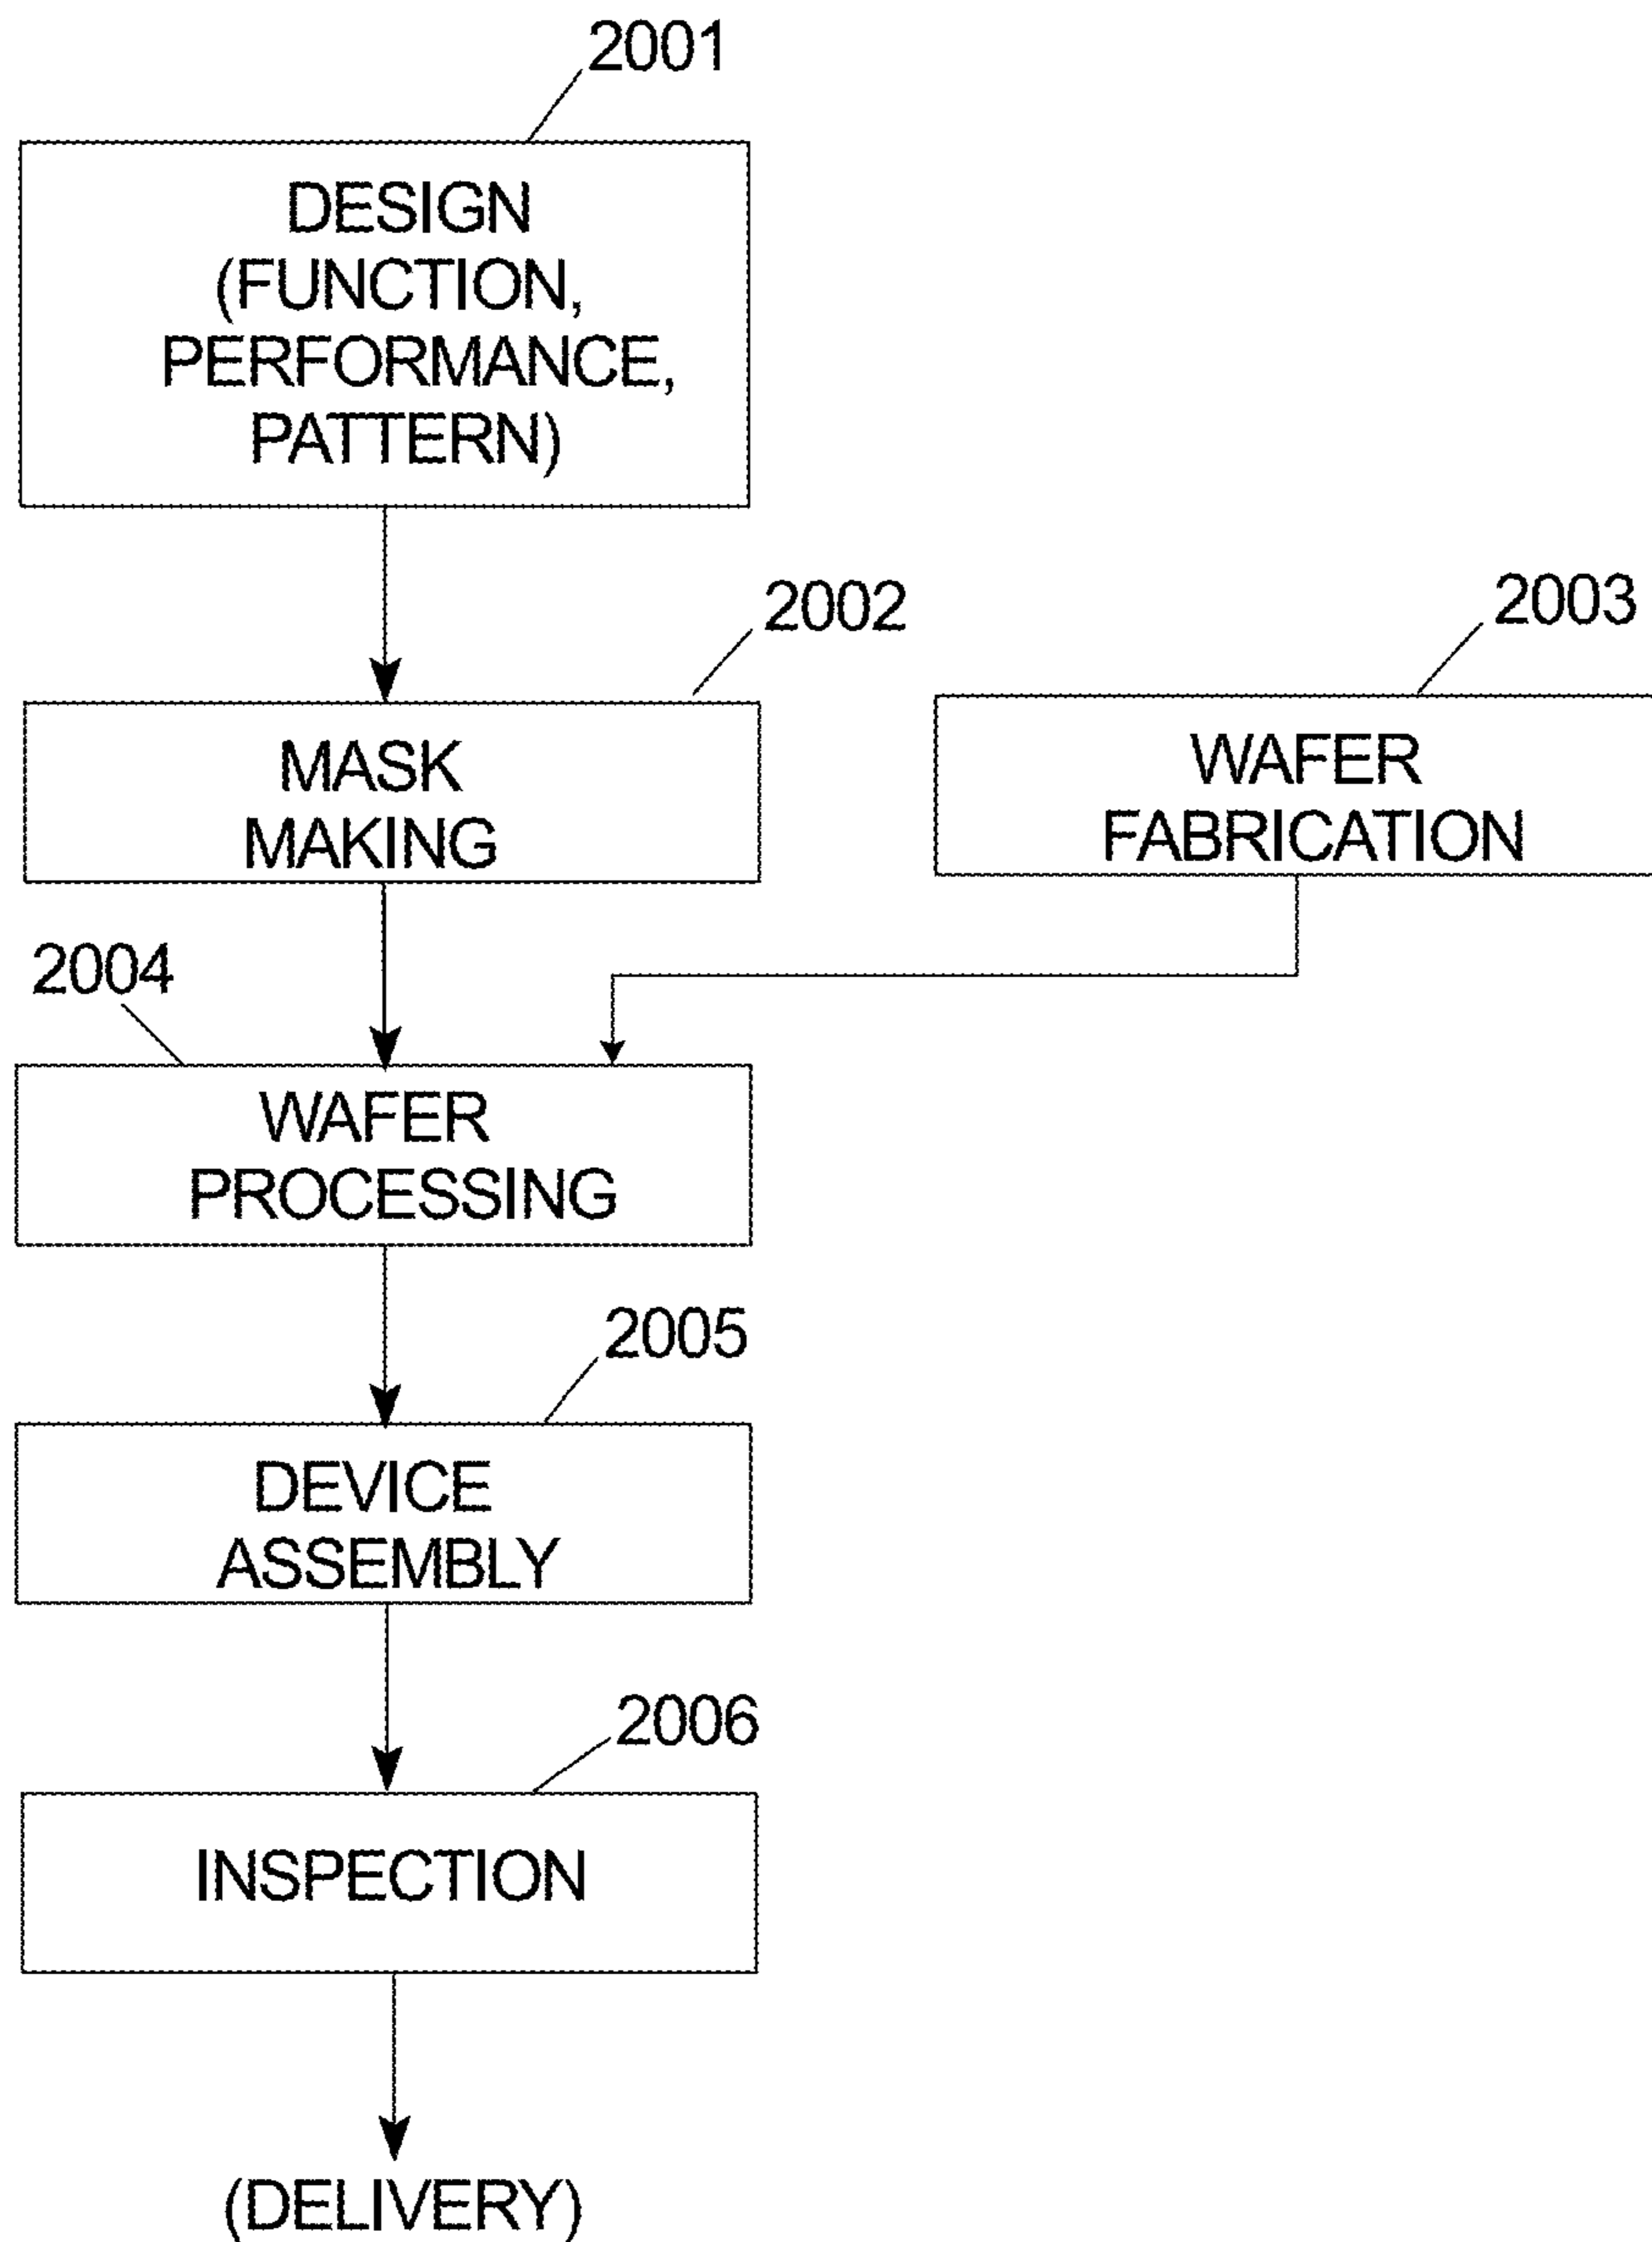 2001
DESIGN
(FUNCTION,
PERFORMANCE,
PATTERN)
2002
MASK
MAKING
2003
WAFER
FABRICATION
2004
WAFER
PROCESSING
2005
DEVICE
ASSEMBLY
2006
INSPECTION
(DELIVERY)